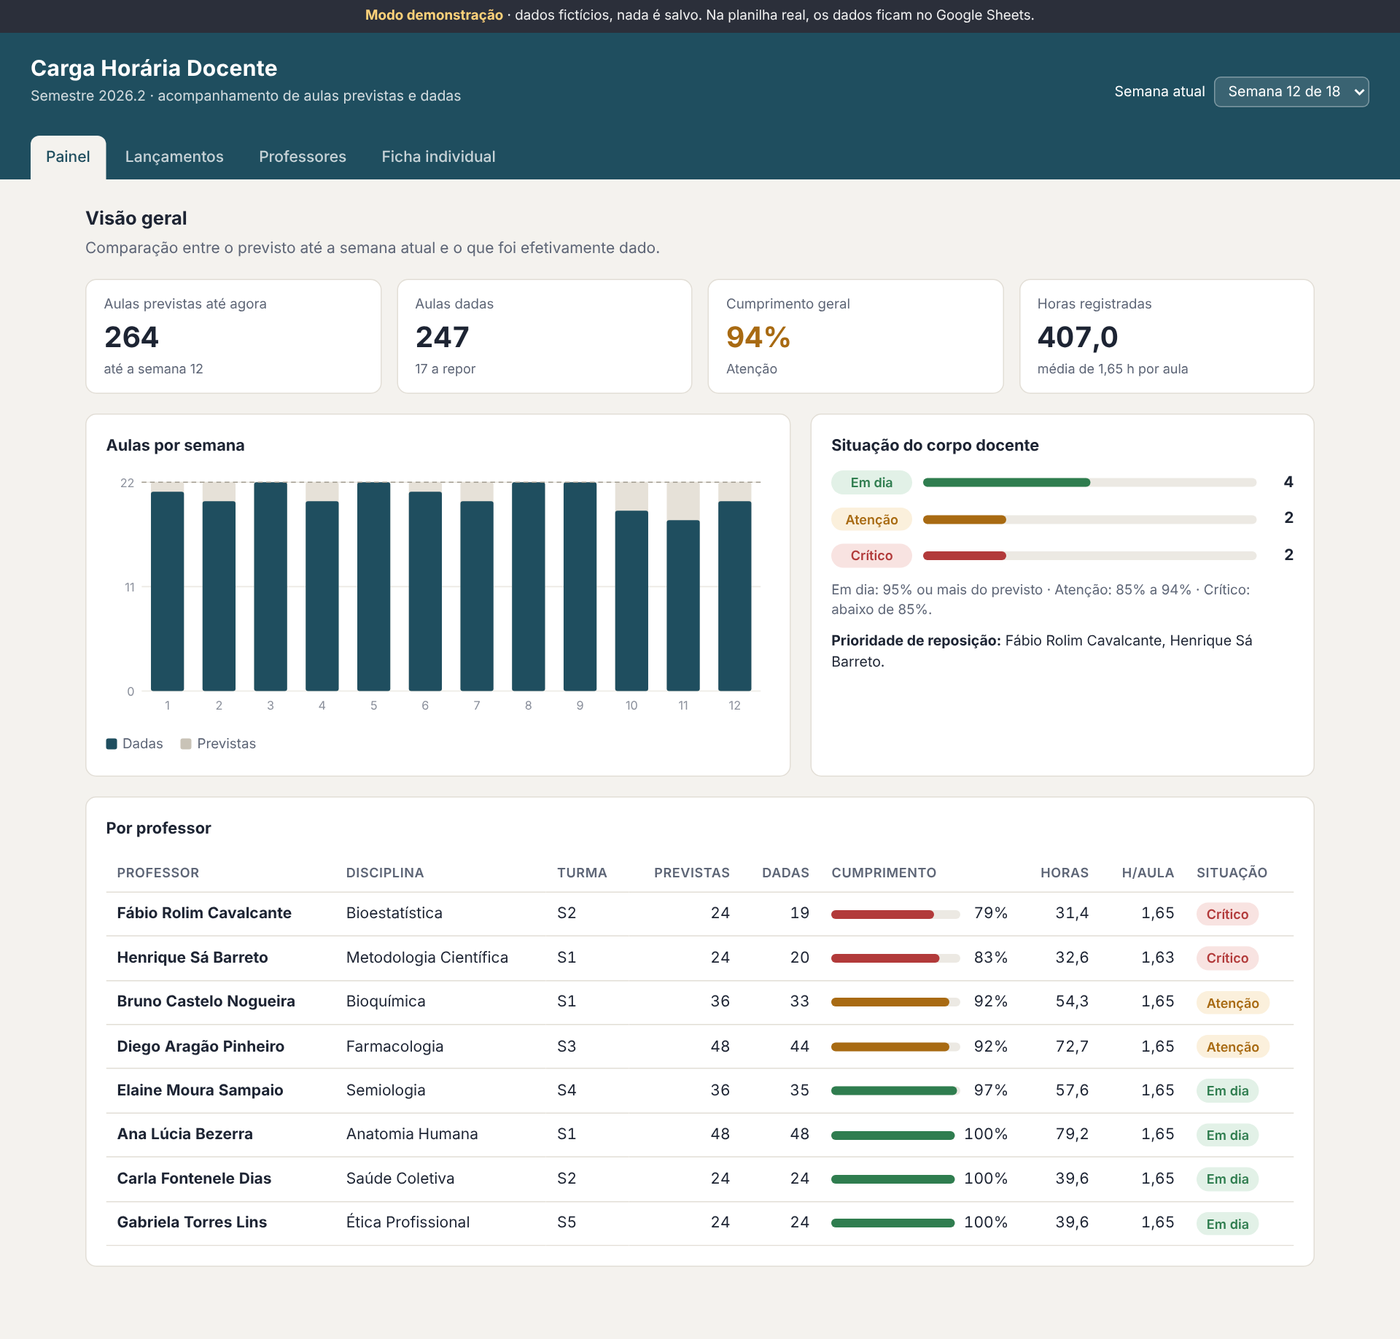 Modo demonstração · dados fictícios, nada é salvo. Na planilha real, os dados ficam no Google Sheets.
Carga Horária Docente
Semestre 2026.2 · acompanhamento de aulas previstas e dadas
Semana atual Semana 12 de 18
Painel Lançamentos Professores Ficha individual
Visão geral
Comparação entre o previsto até a semana atual e o que foi efetivamente dado.
Aulas previstas até agora
264
até a semana 12
Aulas dadas
247
17 a repor
Cumprimento geral
94%
Atenção
Horas registradas
407,0
média de 1,65 h por aula
Aulas por semana
22
11
0
1 2 3 4 5 6 7 8 9 10 11 12
Dadas Previstas
Situação do corpo docente
Em dia 4
Atenção 2
Crítico 2
Em dia: 95% ou mais do previsto · Atenção: 85% a 94% · Crítico:
abaixo de 85%.
Prioridade de reposição: Fábio Rolim Cavalcante, Henrique Sá
Barreto.
Por professor
PROFESSOR DISCIPLINA TURMA PREVISTAS DADAS CUMPRIMENTO HORAS H/AULA SITUAÇÃO
Fábio Rolim Cavalcante Bioestatística S2 24 19 79% 31,4 1,65 Crítico
Henrique Sá Barreto Metodologia Científica S1 24 20 83% 32,6 1,63 Crítico
Bruno Castelo Nogueira Bioquímica S1 36 33 92% 54,3 1,65 Atenção
Diego Aragão Pinheiro Farmacologia S3 48 44 92% 72,7 1,65 Atenção
Elaine Moura Sampaio Semiologia S4 36 35 97% 57,6 1,65 Em dia
Ana Lúcia Bezerra Anatomia Humana S1 48 48 100% 79,2 1,65 Em dia
Carla Fontenele Dias Saúde Coletiva S2 24 24 100% 39,6 1,65 Em dia
Gabriela Torres Lins Ética Profissional S5 24 24 100% 39,6 1,65 Em dia